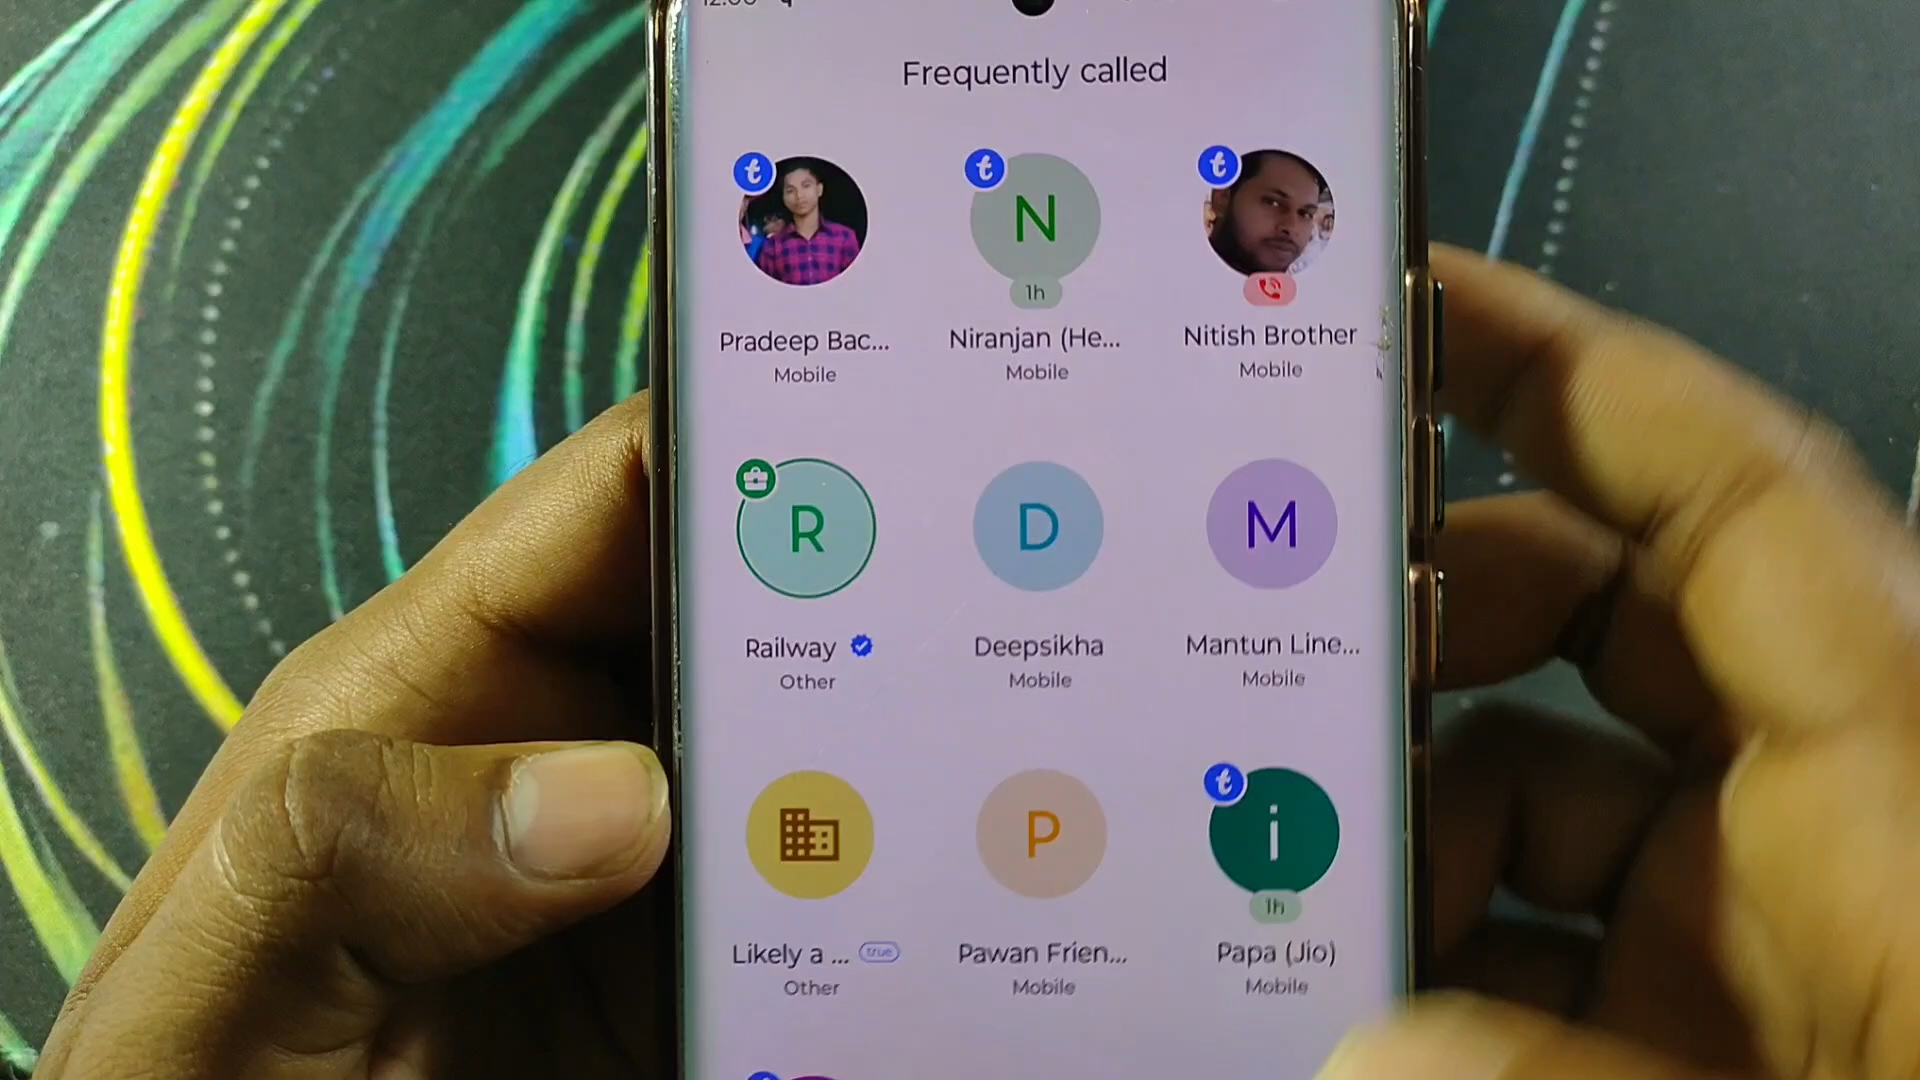 Frequently called
t
t
N
1h
t
Pradeep Bac...
Mobile
Niranjan (He...
Mobile
Nitish Brother
Mobile
R
D
M
Railway
Other
Deepsikha
Mobile
Mantun Line...
Mobile
P
t
i
1h
Likely a ... true
Other
Pawan Frien...
Mobile
Papa (Jio)
Mobile